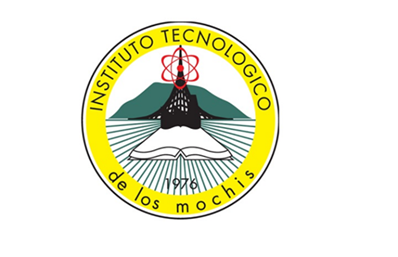 INSTITUTO TECNOLOGICO
de los mochis
1976